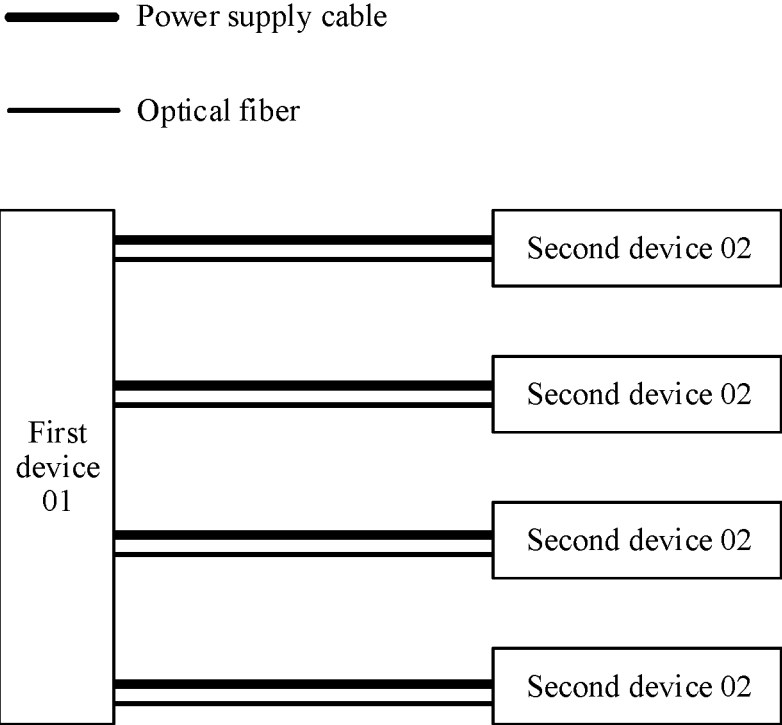 Power supply cable
Optical fiber
Second device 02
Second device 02
First
device
01
Second device 02
Second device 02